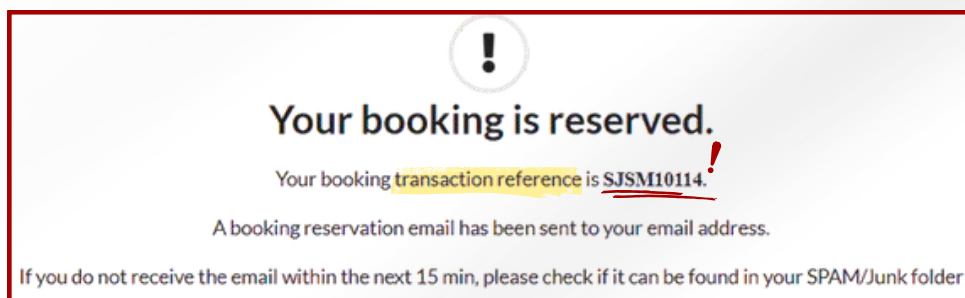 !
Your booking is reserved.
Your booking transaction reference is SJSM10114. !
A booking reservation email has been sent to your email address.
If you do not receive the email within the next 15 min, please check if it can be found in your SPAM/Junk folder